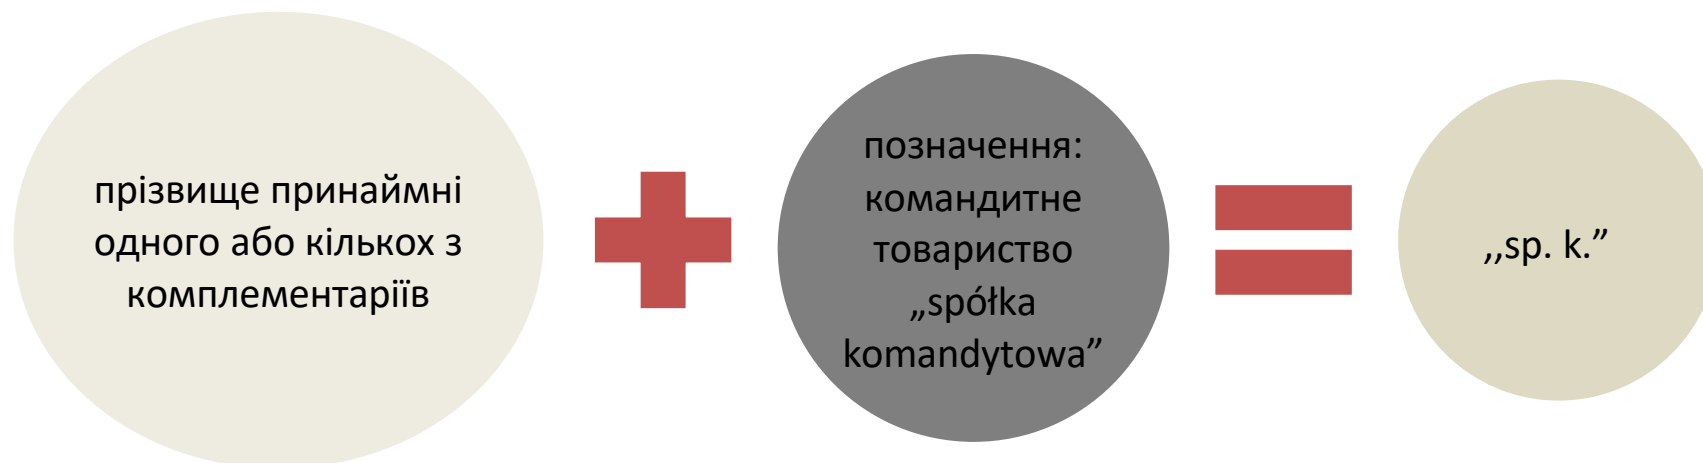 прізвище принаймні
одного або кількох з
комплементаріїв
позначення:
командитне
товариство
„spółka
komandytowa”
,,sp. k.”